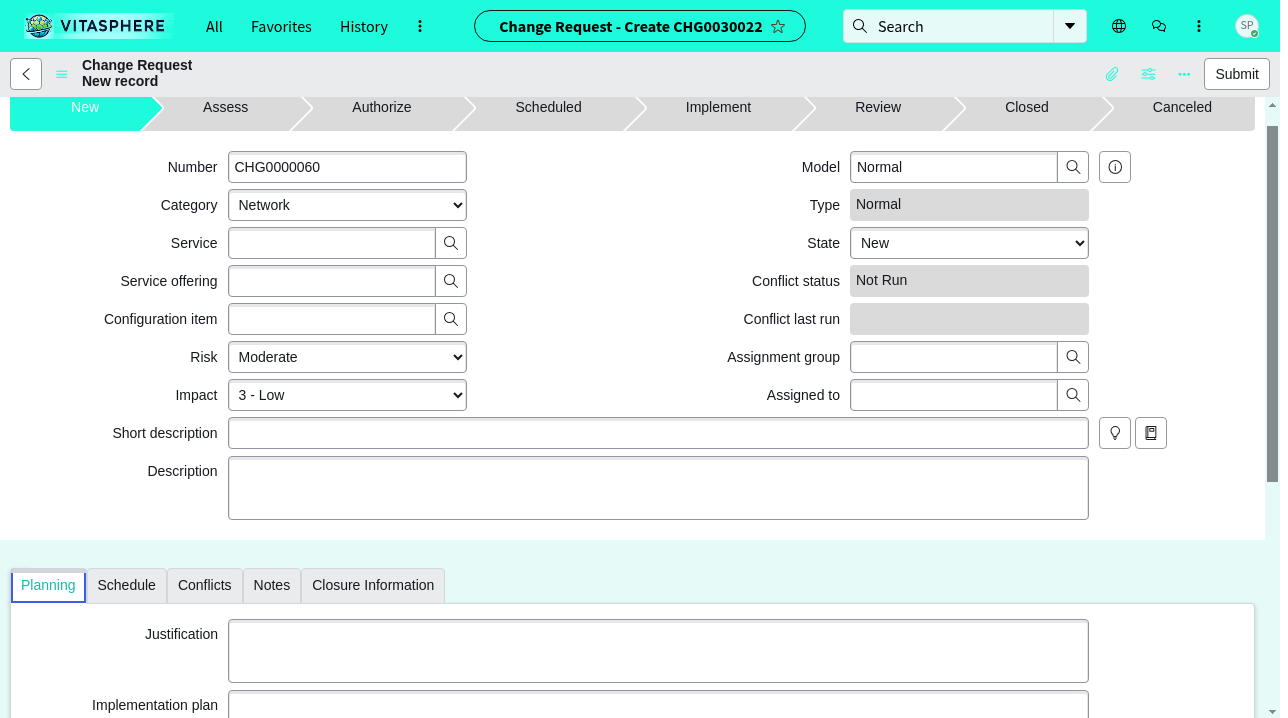 VITASPHERE
All
Favorites
History
Change Request - Create CHG0030022
Search
SP
Change Request
New record
Submit
New
Assess
Authorize
Scheduled
Implement
Review
Closed
Canceled
Number
CHG0000060
Model
Normal
Category
Network
Type
Normal
Service
State
New
Service offering
Conflict status
Not Run
Configuration item
Conflict last run
Risk
Moderate
Assignment group
Impact
3 - Low
Assigned to
Short description
Description
Planning
Schedule
Conflicts
Notes
Closure Information
Justification
Implementation plan